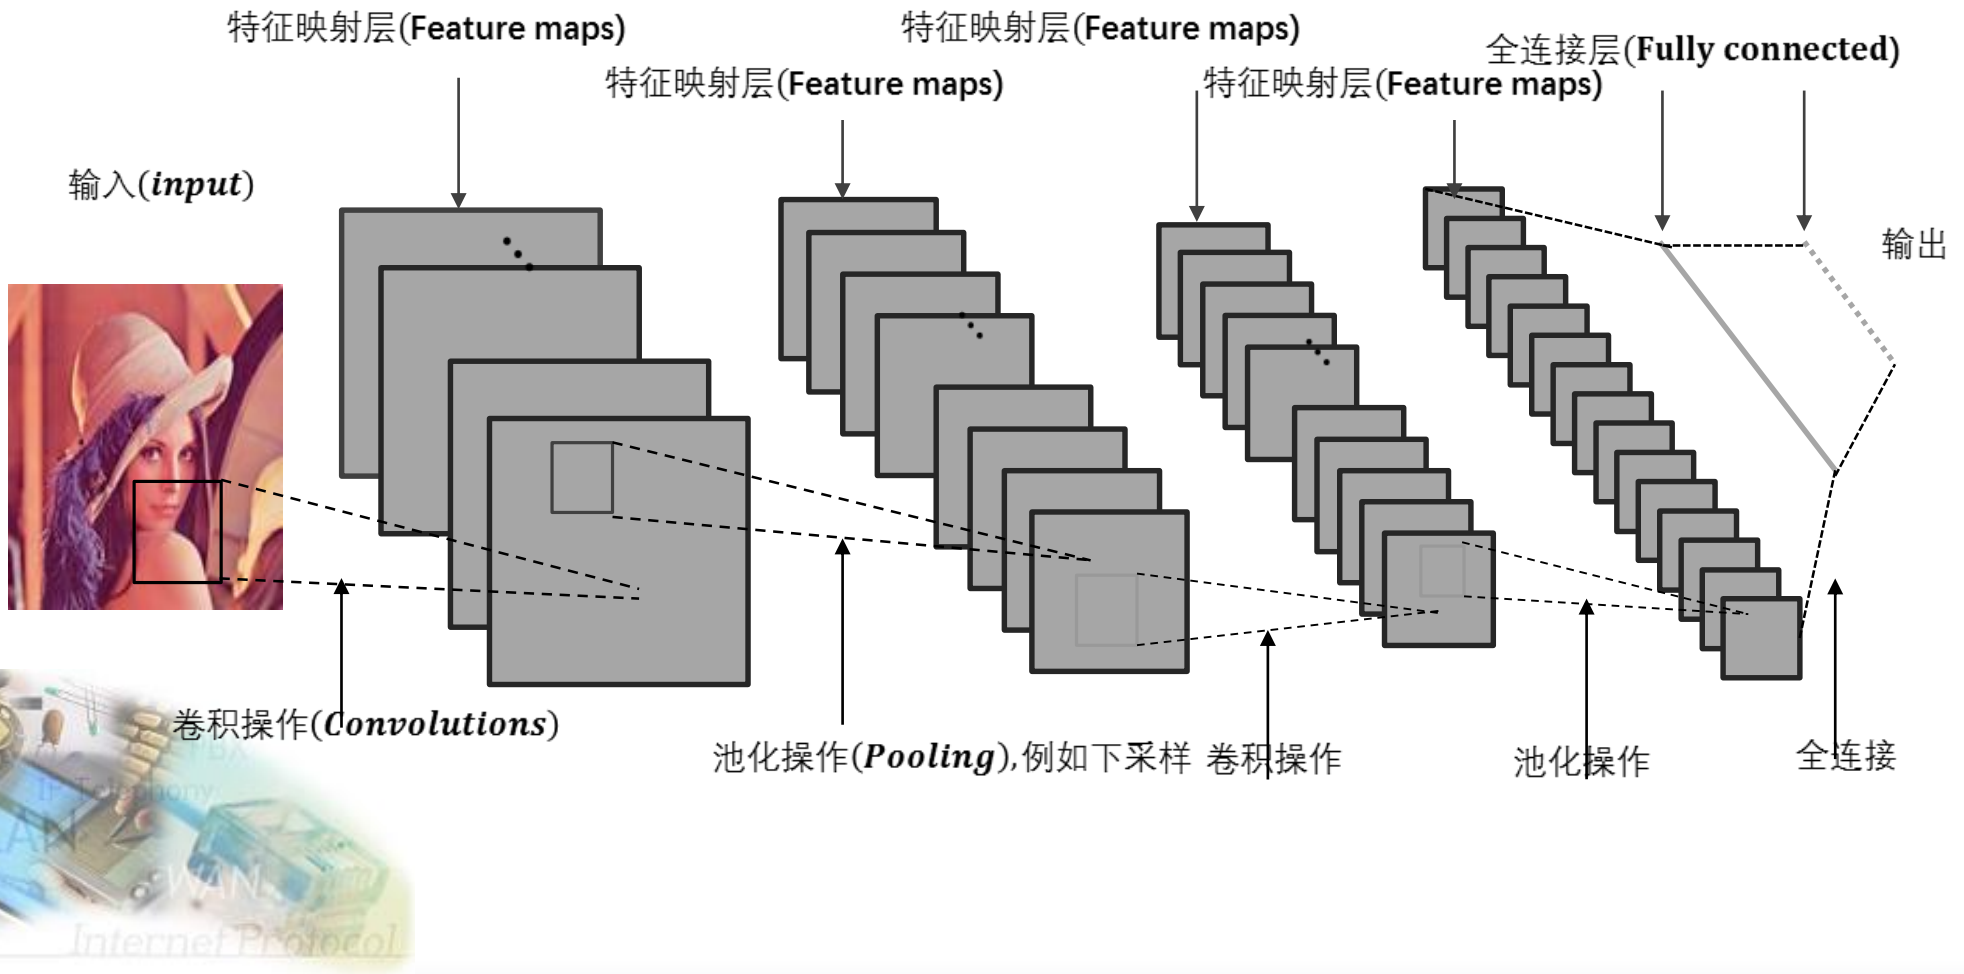 特征映射层(Feature maps)
特征映射层(Feature maps)
全连接层(Fully connected)
特征映射层(Feature maps)
特征映射层(Feature maps)
输入(input)
输出
卷积操作(Convolutions)
池化操作(Pooling),例如下采样
卷积操作
池化操作
全连接
IP Telephony
WAN
Internet Protocol